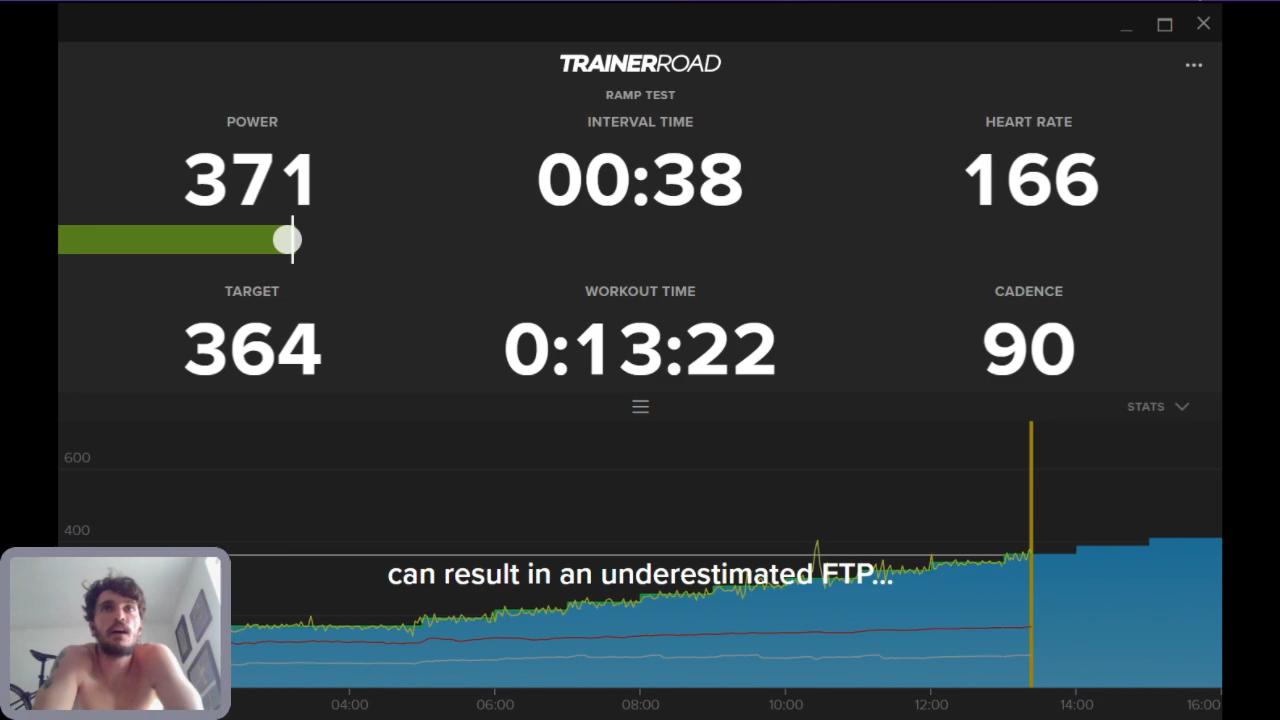 TRAINERROAD
RAMP TEST
POWER
INTERVAL TIME
HEART RATE
371
00:38
166
TARGET
WORKOUT TIME
CADENCE
364
0:13:22
90
STATS
600
400
can result in an underestimated FTP...
04:00
06:00
08:00
10:00
12:00
14:00
16:00